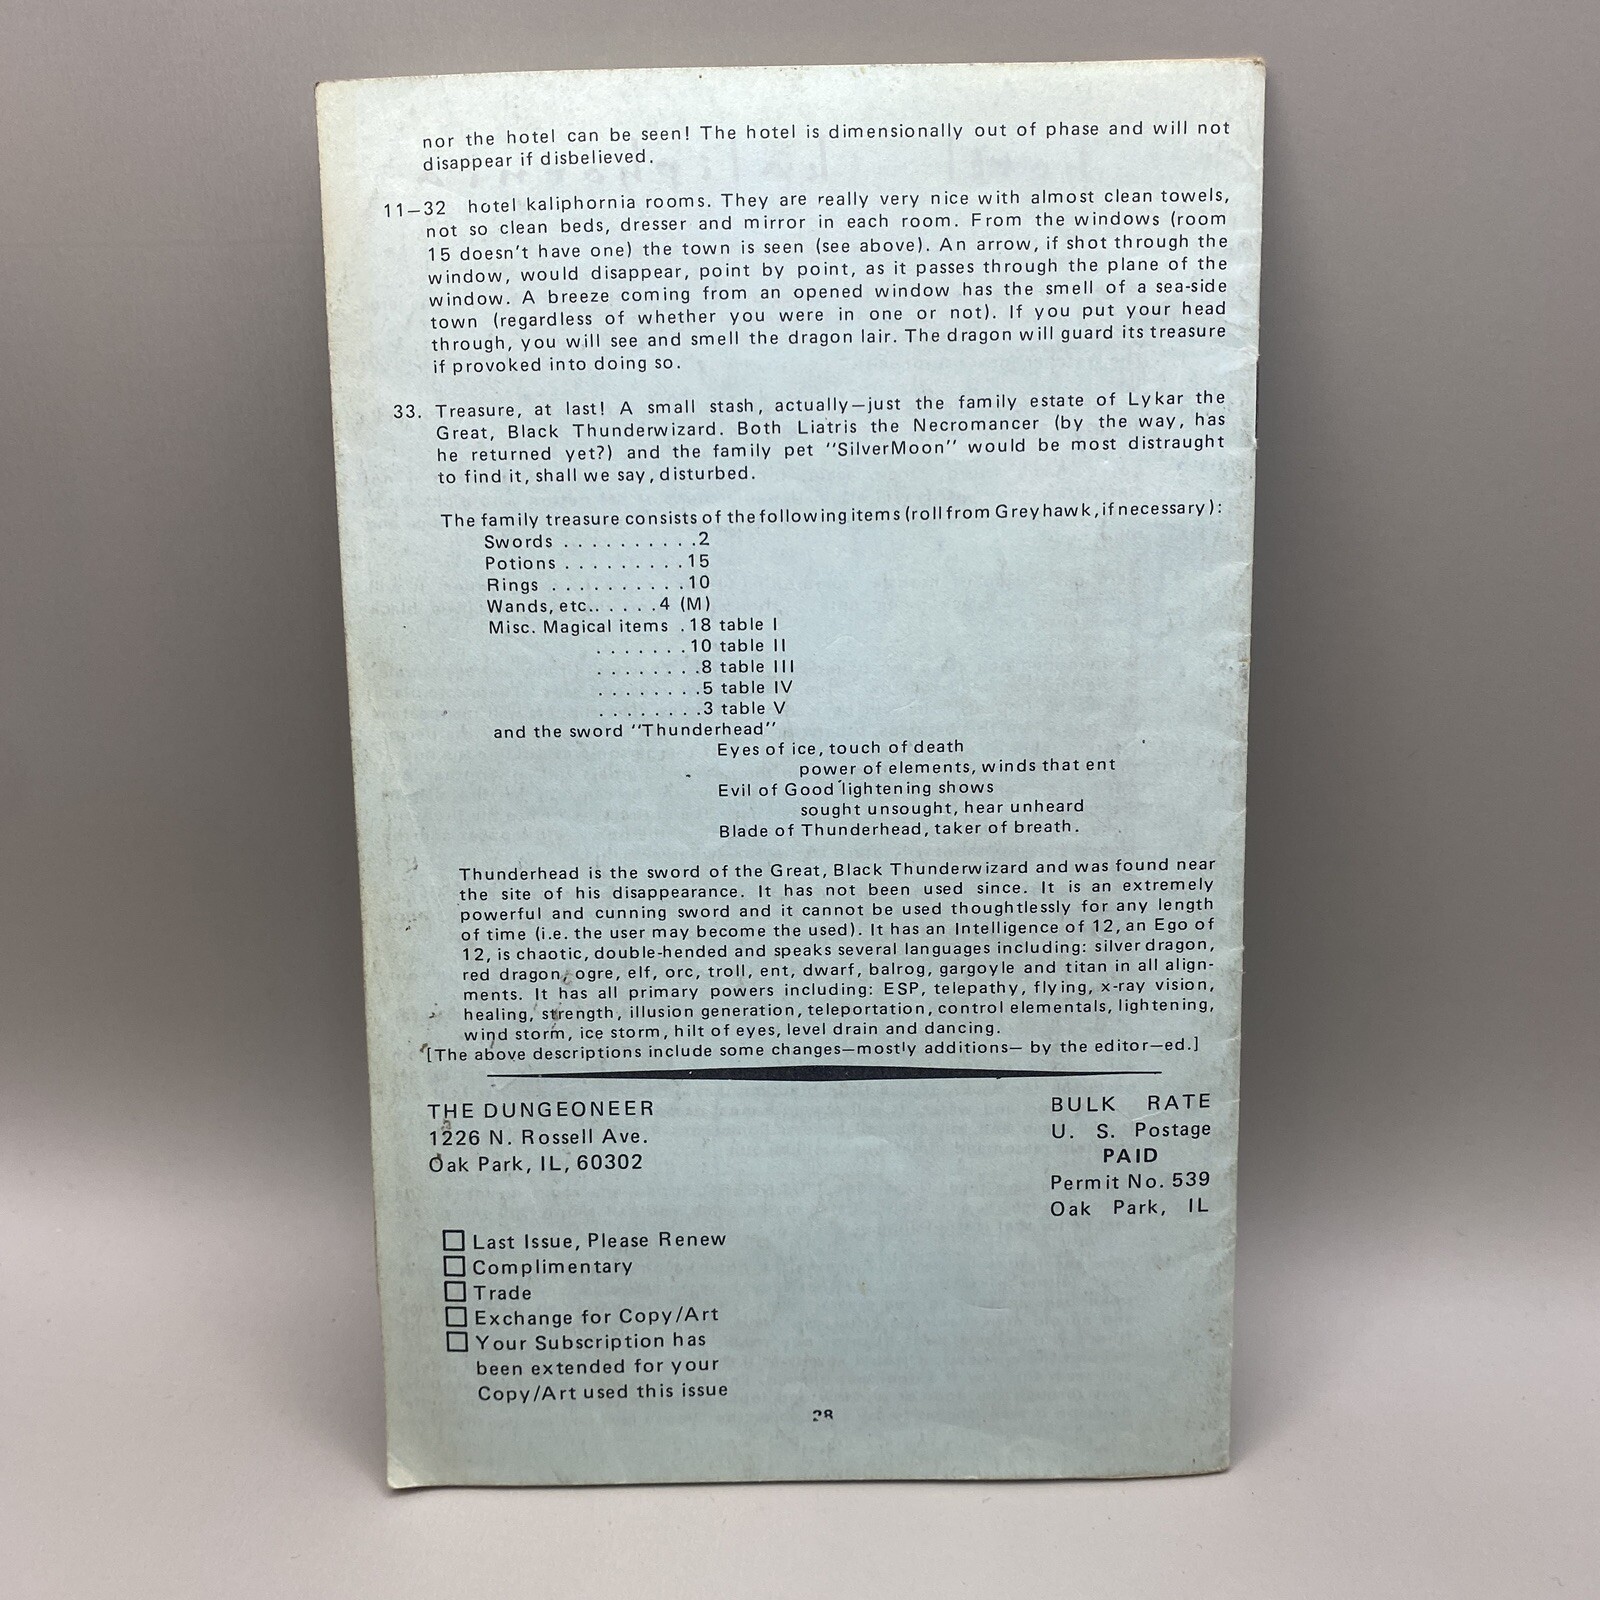 nor the hotel can be seen! The hotel is dimensionally out of phase and will not
disappear if disbelieved.
11—32 hotel kaliphornia rooms. They are really very nice with almost clean towels,
not so clean beds, dresser and mirror in each room. From the windows (room
15 doesn't have one) the town is seen (see above). An arrow, if shot through the
window, would disappear, point by point, as it passes through the plane of the
window. A breeze coming from an opened window has the smell of a sea-side
town (regardless of whether you were in one or not). If you put your head
through, you will see and smell the dragon lair. The dragon will guard its treasure
if provoked into doing so.
33. Treasure, at last! A small stash, actually—just the family estate of Lykar the
Great, Black Thunderwizard. Both Liatris the Necromancer (by the way, has
he returned yet?) and the family pet "SilverMoon" would be most distraught
to find it, shall we say, disturbed.
The family treasure consists of the following items (roll from Greyhawk, if necessary):
Swords . . . . . . . . . .2
Potions . . . . . . . . .15
Rings . . . . . . . . . .10
Wands, etc.. . . . .4 (M)
Misc. Magical items .18 table I
. . . . . . .10 table II
. . . . . . . .8 table III
. . . . . . . .5 table IV
. . . . . . . .3 table V
and the sword "Thunderhead"
Eyes of ice, touch of death
power of elements, winds that ent
Evil of Good lightening shows
sought unsought, hear unheard
Blade of Thunderhead, taker of breath.
Thunderhead is the sword of the Great, Black Thunderwizard and was found near
the site of his disappearance. It has not been used since. It is an extremely
powerful and cunning sword and it cannot be used thoughtlessly for any length
of time (i.e. the user may become the used). It has an Intelligence of 12, an Ego of
12, is chaotic, double-hended and speaks several languages including: silver dragon,
red dragon, ogre, elf, orc, troll, ent, dwarf, balrog, gargoyle and titan in all align-
ments. It has all primary powers including: ESP, telepathy, flying, x-ray vision,
healing, strength, illusion generation, teleportation, control elementals, lightening,
wind storm, ice storm, hilt of eyes, level drain and dancing.
[The above descriptions include some changes—mostly additions— by the editor—ed.]
THE DUNGEONEER
1226 N. Rossell Ave.
Oak Park, IL, 60302
BULK RATE
U. S. Postage
PAID
Permit No. 539
Oak Park, IL
Last Issue, Please Renew
Complimentary
Trade
Exchange for Copy/Art
Your Subscription has
been extended for your
Copy/Art used this issue
28